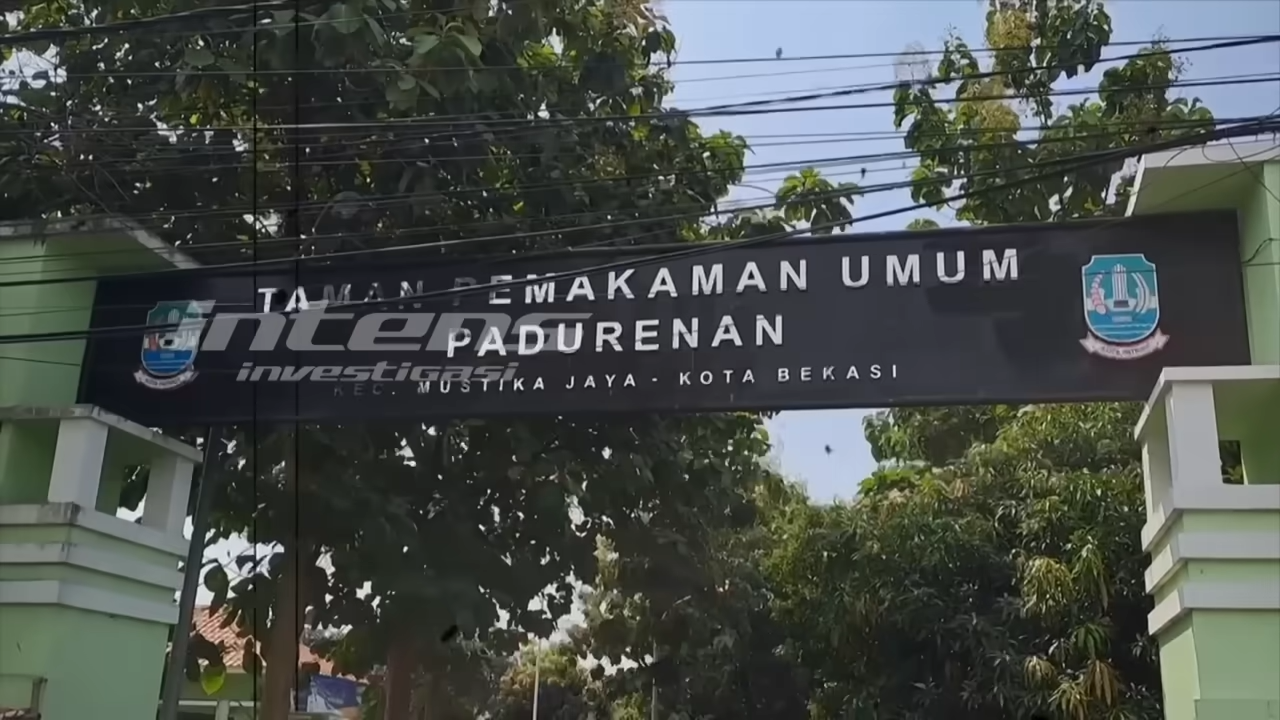 TAMAN PEMAKAMAN UMUM
PADURENAN
KEC. MUSTIKA JAYA - KOTA BEKASI
intens
investigasi